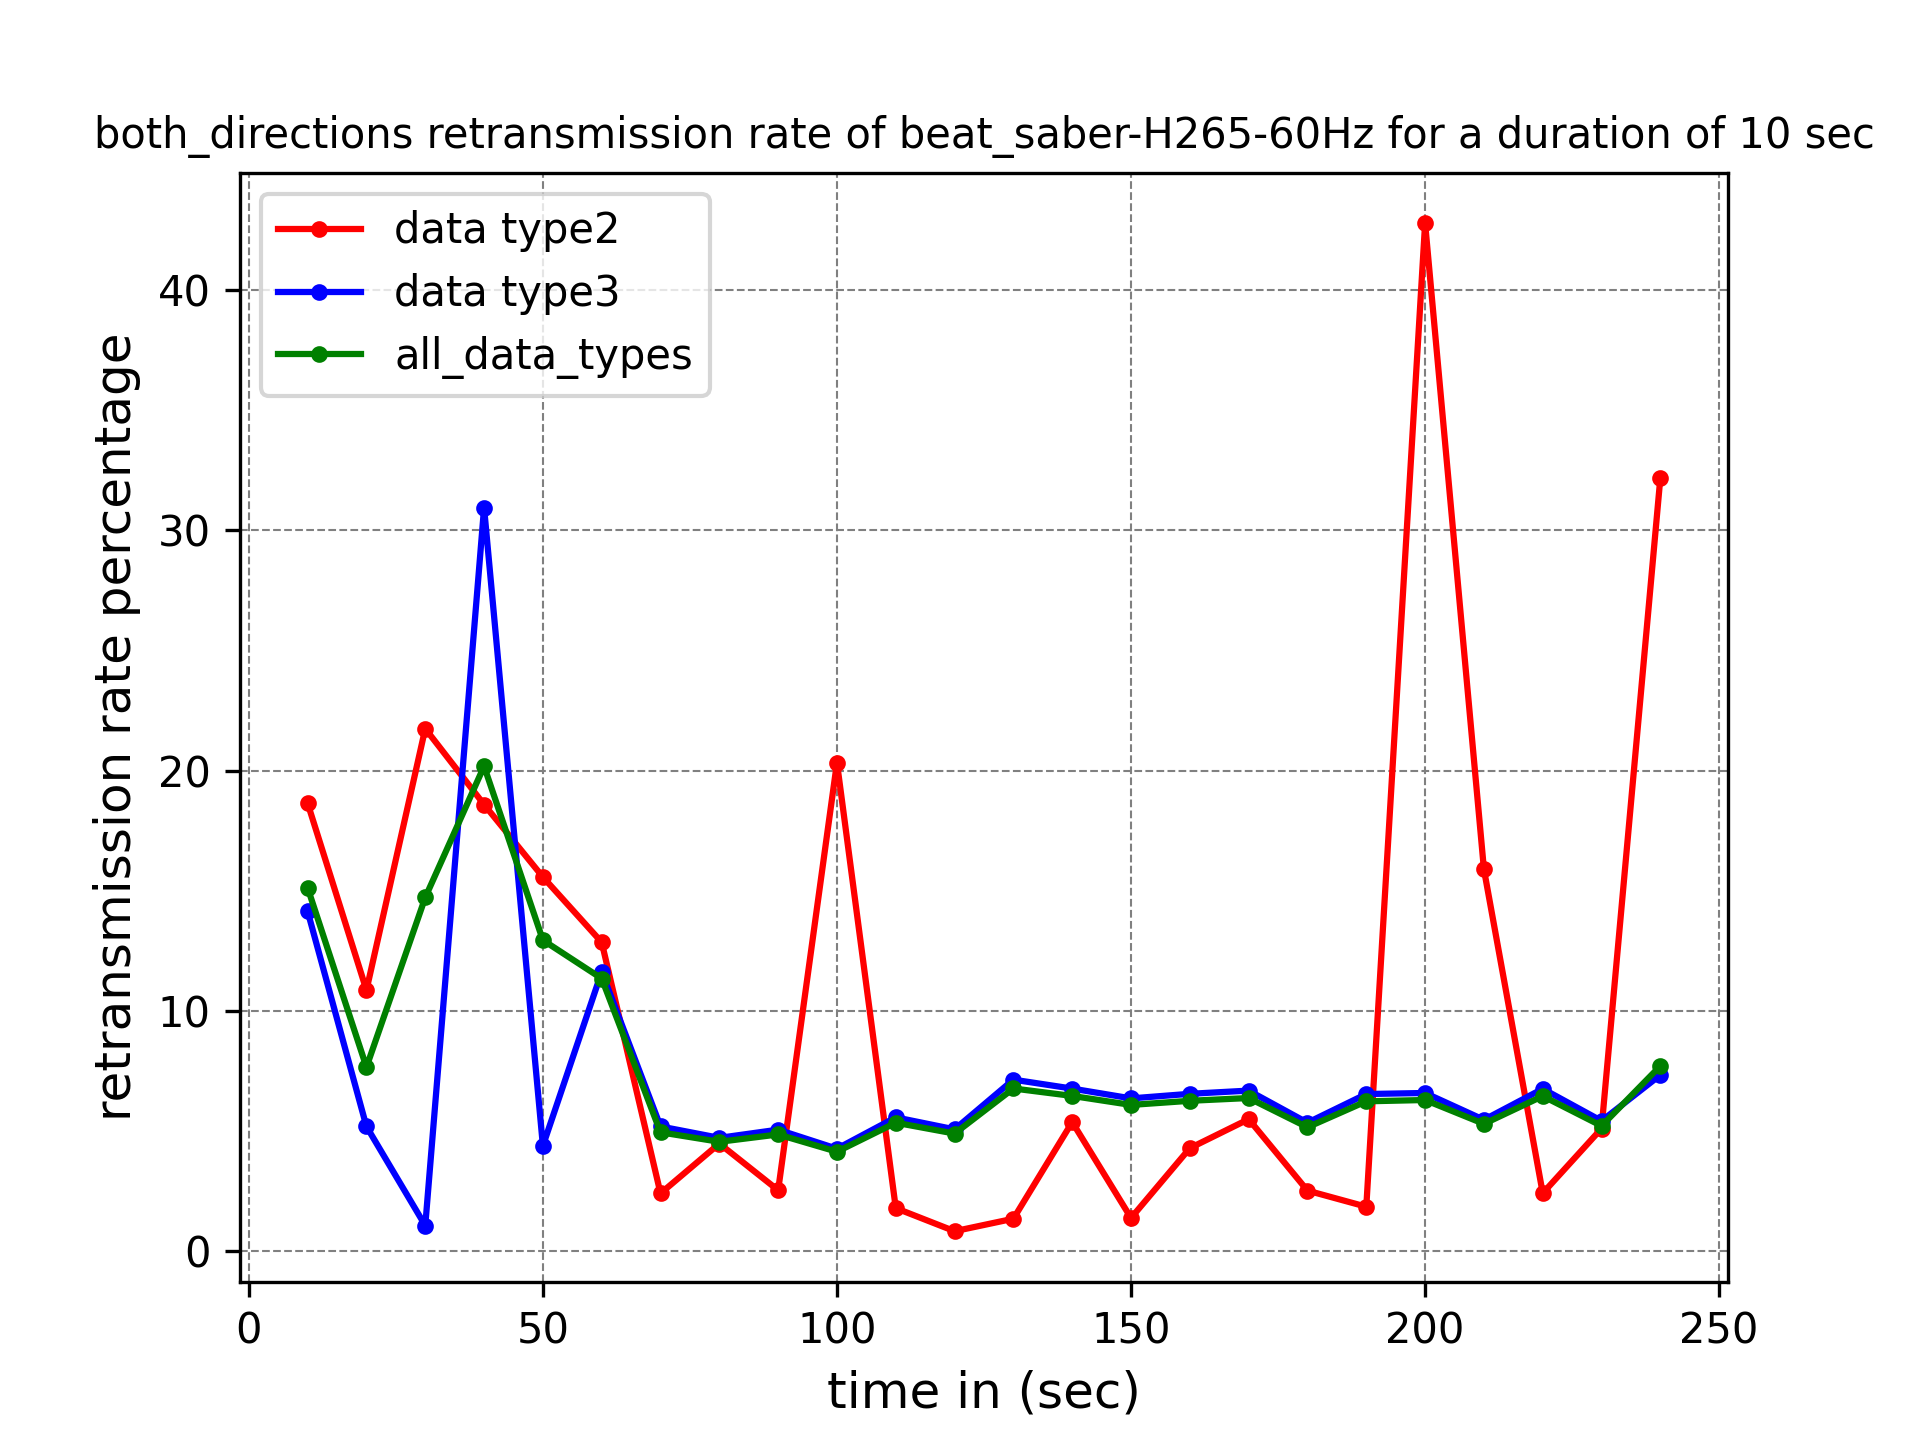 both_directions retransmission rate of beat_saber-H265-60Hz for a duration of 10 sec
data type2
data type3
all_data_types
retransmission rate percentage
40
30
20
10
0
0 50 100 150 200 250
time in (sec)